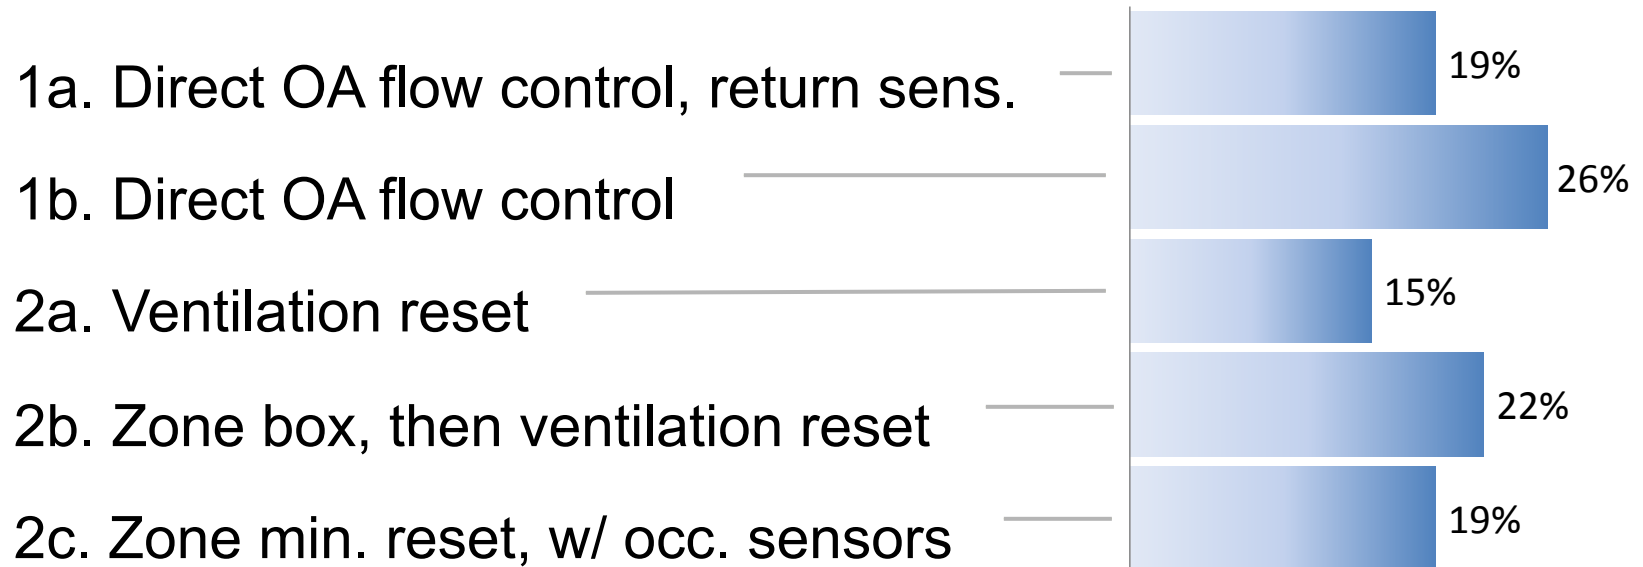 1a. Direct OA flow control, return sens. 19%
1b. Direct OA flow control 26%
2a. Ventilation reset 15%
2b. Zone box, then ventilation reset 22%
2c. Zone min. reset, w/ occ. sensors 19%